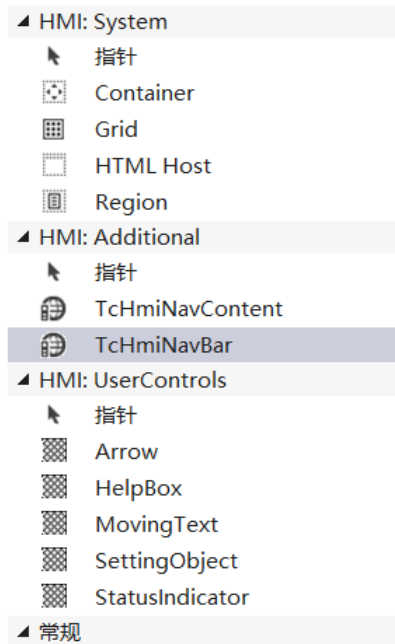 HMI: System
指针
Container
Grid
HTML Host
Region
HMI: Additional
指针
TcHmiNavContent
TcHmiNavBar
HMI: UserControls
指针
Arrow
HelpBox
MovingText
SettingObject
StatusIndicator
常规